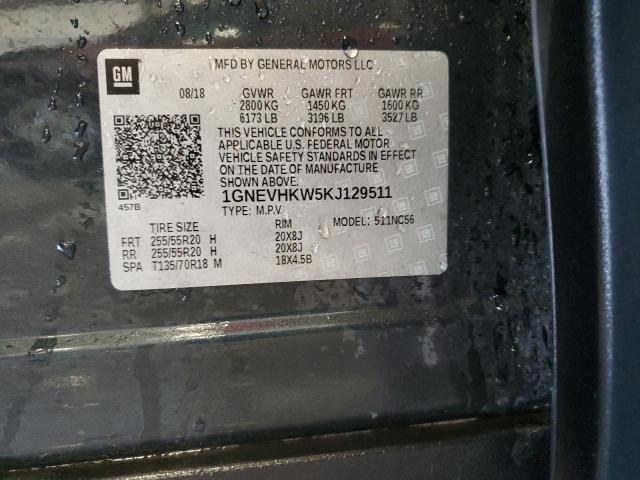 GM
MFD BY GENERAL MOTORS LLC
08/18 GVWR GAWR FRT GAWR RR
2800 KG 1450 KG 1600 KG
6173 LB 3196 LB 3527 LB
THIS VEHICLE CONFORMS TO ALL
APPLICABLE U.S. FEDERAL MOTOR
VEHICLE SAFETY STANDARDS IN EFFECT
ON THE DATE OF MANUFACTURE
SHOWN ABOVE.
457B
1GNEVHKW5KJ129511
TYPE: M.P.V. MODEL: 511NC56
TIRE SIZE RIM
FRT 255/55R20 H 20X8J
RR 255/55R20 H 20X8J
SPA T135/70R18 M 18X4.5B